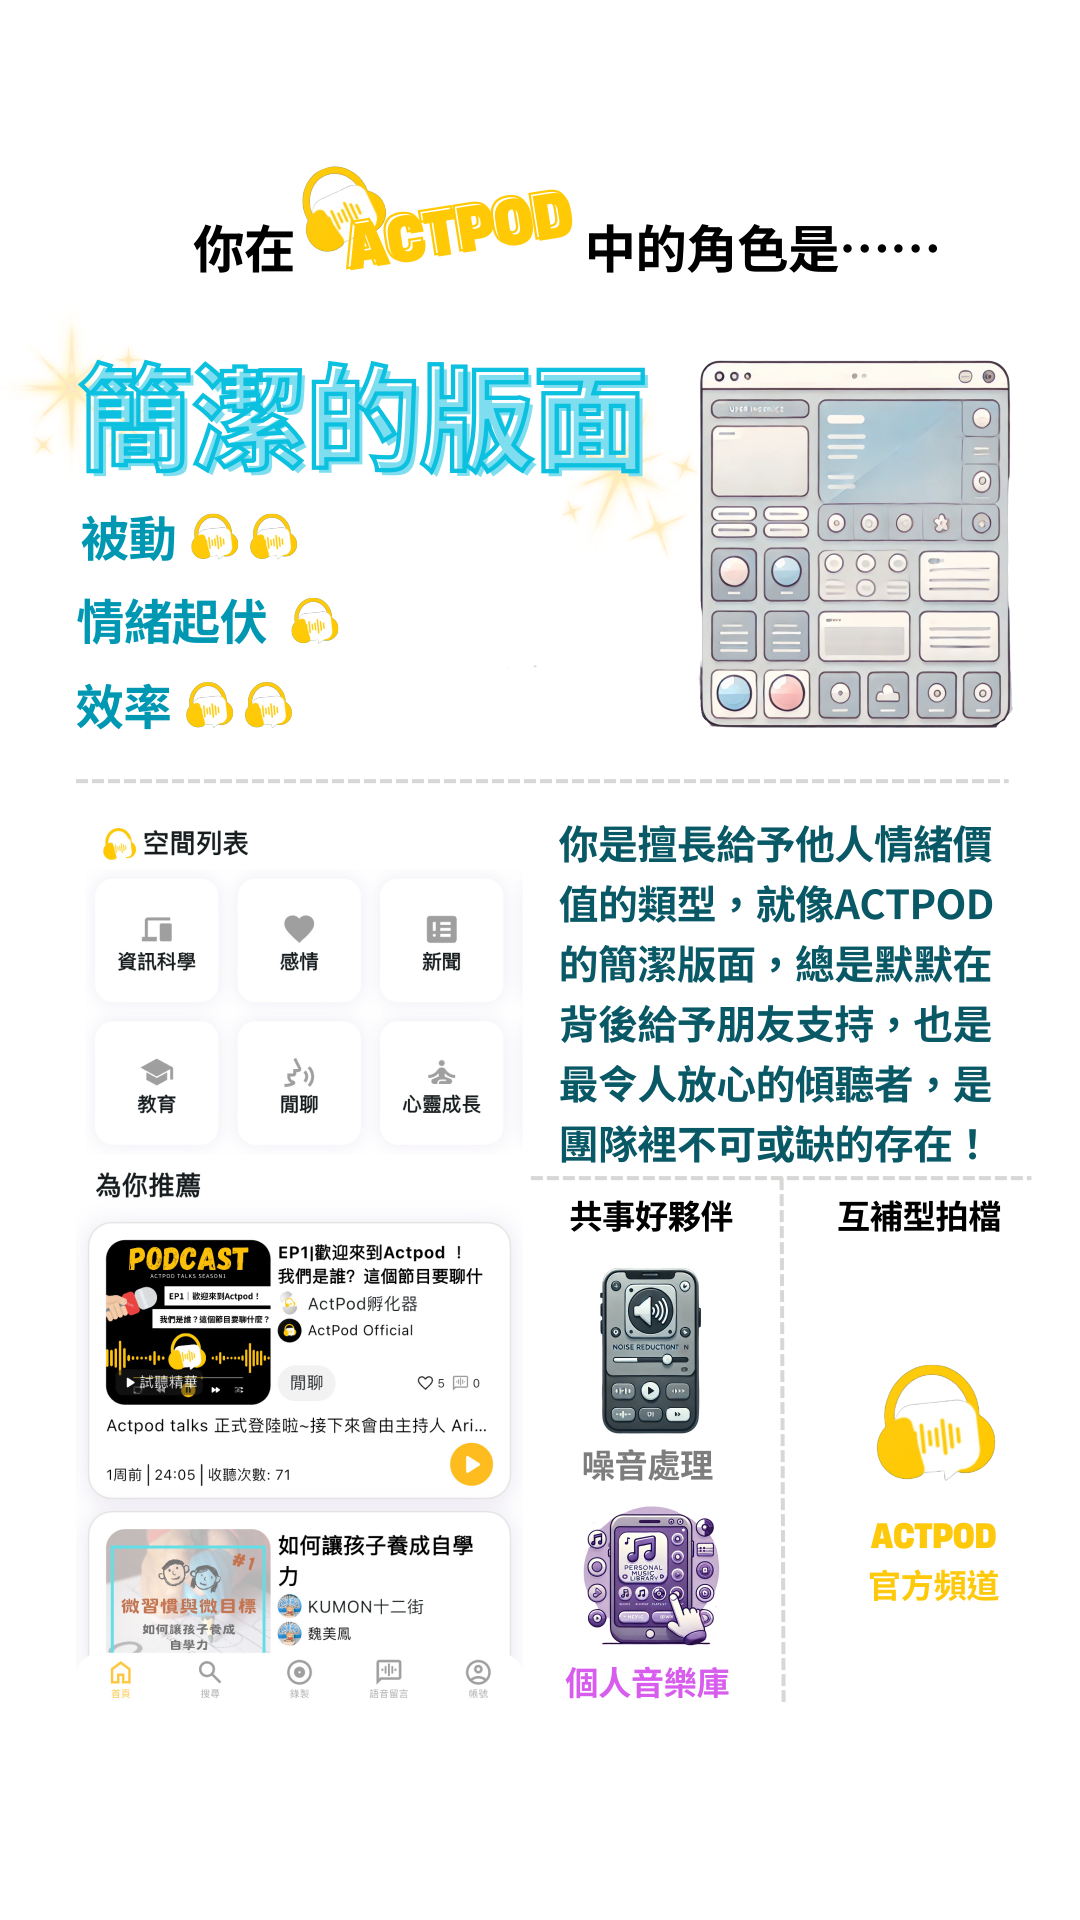 你在 ACTPOD 中的角色是……
簡潔的版面
被動
情緒起伏
效率
空間列表
資訊科學
感情
新聞
教育
閒聊
心靈成長
為你推薦
PODCAST
ACTPOD TALKS SEASON1
EP1｜歡迎來到Actpod！
我們是誰？這個節目要聊什麼？
試聽精華
EP1|歡迎來到Actpod ！
我們是誰？這個節目要聊什
ActPod孵化器
ActPod Official
閒聊
5
0
Actpod talks 正式登陸啦~接下來會由主持人 Ari...
1周前 | 24:05 | 收聽次數: 71
#1
微習慣與微目標
如何讓孩子養成
自學力
如何讓孩子養成自學
力
KUMON十二街
魏美鳳
首頁
搜尋
錄製
語音留言
帳號
你是擅長給予他人情緒價
值的類型，就像ACTPOD
的簡潔版面，總是默默在
背後給予朋友支持，也是
最令人放心的傾聽者，是
團隊裡不可或缺的存在！
共事好夥伴
NOISE REDUCTION
噪音處理
PERSONAL
MUSIC
LIBRARY
個人音樂庫
互補型拍檔
ACTPOD
官方頻道